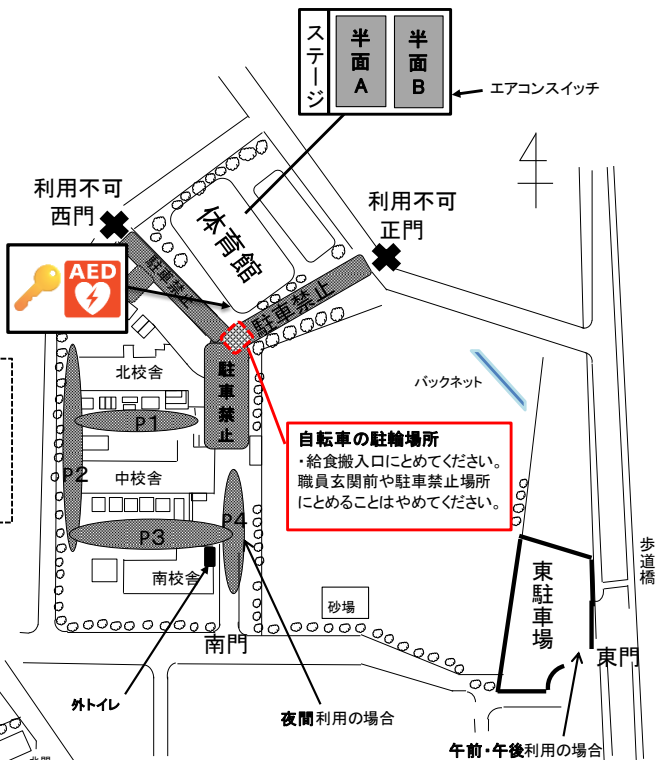 ステージ
半面A
半面B
エアコンスイッチ
利用不可
西門
利用不可
正門
体育館
AED
駐車禁止
駐車禁止
駐車禁止
北校舎
バックネット
P1
自転車の駐輪場所
・給食搬入口にとめてください。
職員玄関前や駐車禁止場所
にとめることはやめてください。
P2
中校舎
P4
P3
南校舎
歩道橋
東駐車場
砂場
南門
東門
外トイレ
夜間利用の場合
午前・午後利用の場合